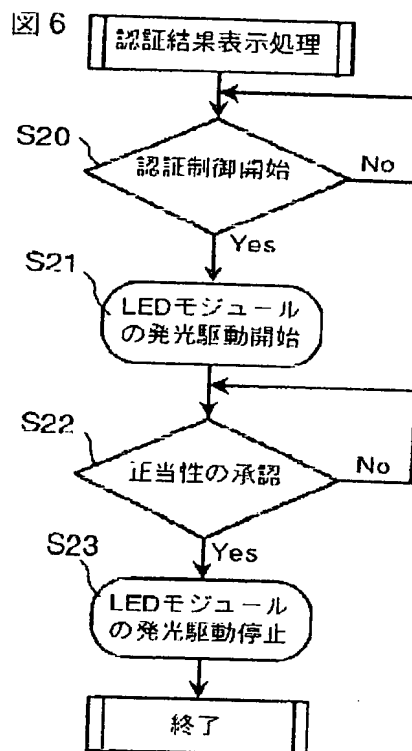 図6
認証結果表示処理
S20
認証制御開始
No
Yes
S21
LEDモジュール
の発光駆動開始
S22
正当性の承認
No
Yes
S23
LEDモジュール
の発光駆動停止
終了